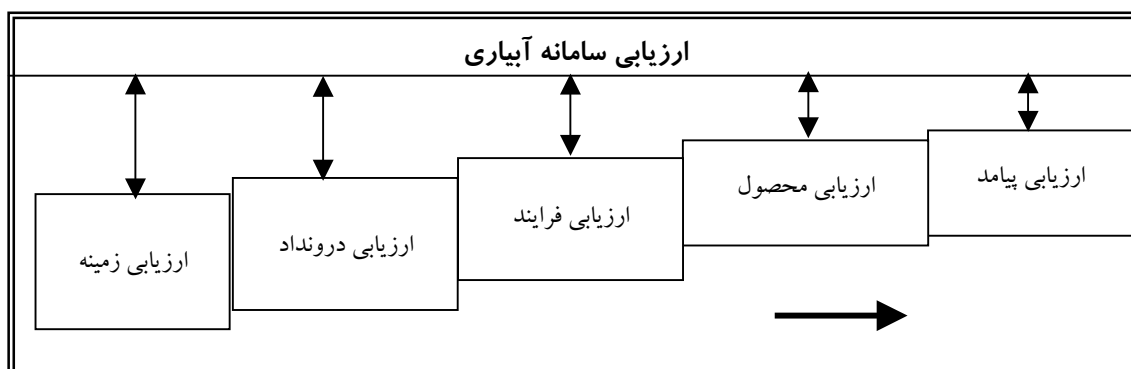 ارزیابی سامانه آبیاری
ارزیابی زمینه
ارزیابی درونداد
ارزیابی فرایند
ارزیابی محصول
ارزیابی پیامد